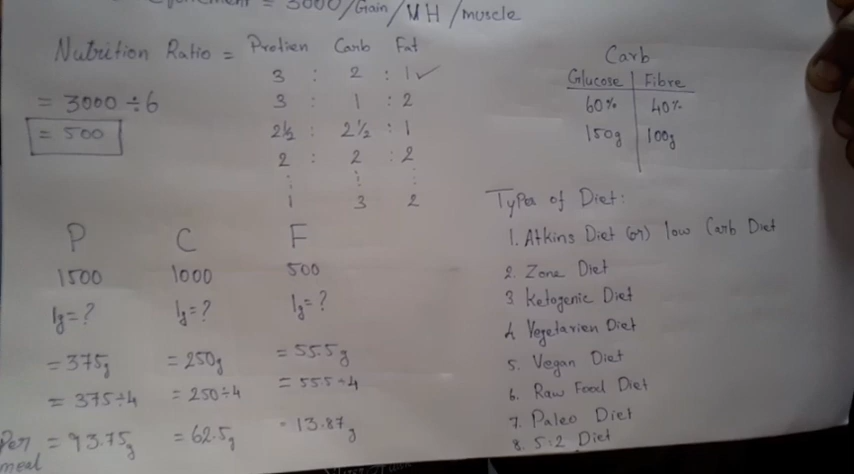 = 3000/Gain/MH/muscle
Nutrition Ratio = Protien Carb Fat
3 : 2 : 1 ✓
= 3000 ÷ 6
3 : 1 : 2
= 500
2½ : 2½ : 1
2 : 2 : 2
⋮ ⋮ ⋮
1 3 2
P C F
1500 1000 500
1g=? 1g=? 1g=?
= 375g = 250g = 55.5g
= 375÷4 = 250÷4 = 55.5÷4
Per meal = 93.75g = 62.5g = 13.87g
Carb
Glucose | Fibre
60% 40%
150g 100g
Types of Diet:
1. Atkins Diet (or) low Carb Diet
2. Zone Diet
3 Ketogenic Diet
4. Vegetarien Diet
5. Vegan Diet
6. Raw Food Diet
7. Paleo Diet
8. 5:2 Diet